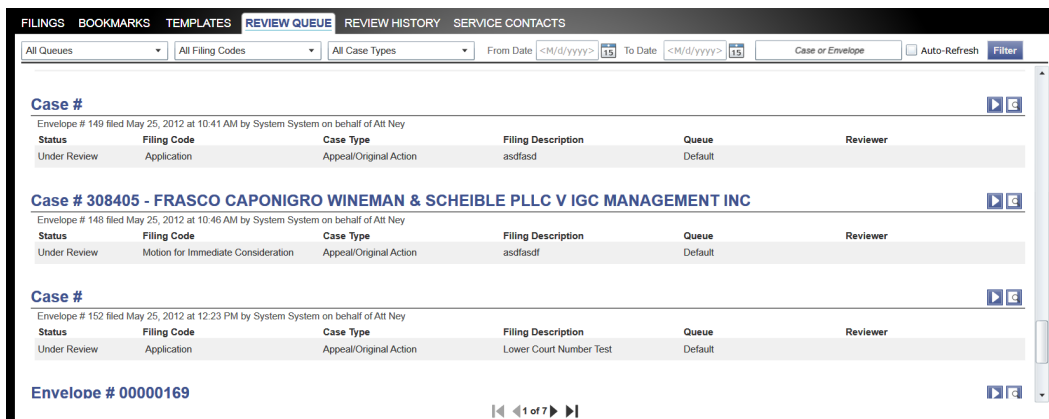 FILINGS BOOKMARKS TEMPLATES REVIEW QUEUE REVIEW HISTORY SERVICE CONTACTS
All Queues All Filing Codes All Case Types From Date <M/d/yyyy> 15 To Date <M/d/yyyy> 15 Case or Envelope Auto-Refresh Filter
Case #
Envelope # 149 filed May 25, 2012 at 10:41 AM by System System on behalf of Att Ney
Status Filing Code Case Type Filing Description Queue Reviewer
Under Review Application Appeal/Original Action asdfasd Default
Case # 308405 - FRASCO CAPONIGRO WINEMAN & SCHEIBLE PLLC V IGC MANAGEMENT INC
Envelope # 148 filed May 25, 2012 at 10:46 AM by System System on behalf of Att Ney
Status Filing Code Case Type Filing Description Queue Reviewer
Under Review Motion for Immediate Consideration Appeal/Original Action asdfasdf Default
Case #
Envelope # 152 filed May 25, 2012 at 12:23 PM by System System on behalf of Att Ney
Status Filing Code Case Type Filing Description Queue Reviewer
Under Review Application Appeal/Original Action Lower Court Number Test Default
Envelope # 00000169
1 of 7